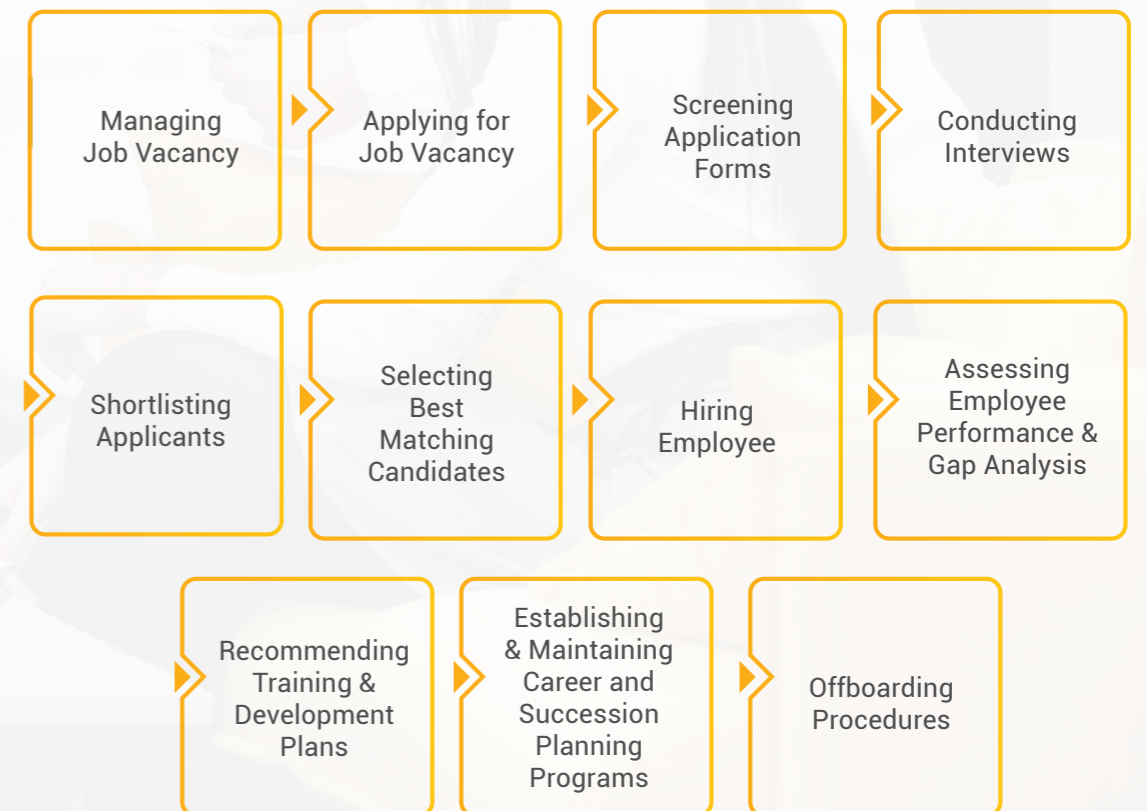 Managing
Job Vacancy
Applying for
Job Vacancy
Screening
Application
Forms
Conducting
Interviews
Shortlisting
Applicants
Selecting
Best
Matching
Candidates
Hiring
Employee
Assessing
Employee
Performance &
Gap Analysis
Recommending
Training &
Development
Plans
Establishing
& Maintaining
Career and
Succession
Planning
Programs
Offboarding
Procedures